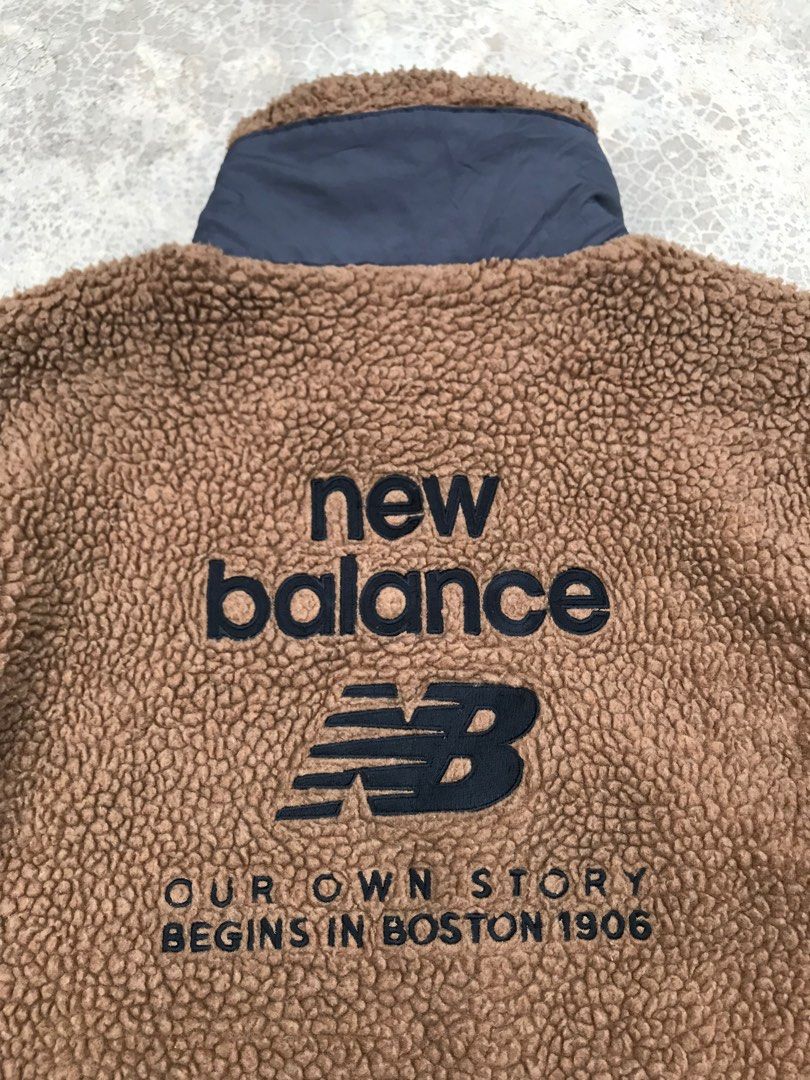 new
balance
NB
OUR OWN STORY
BEGINS IN BOSTON 1906